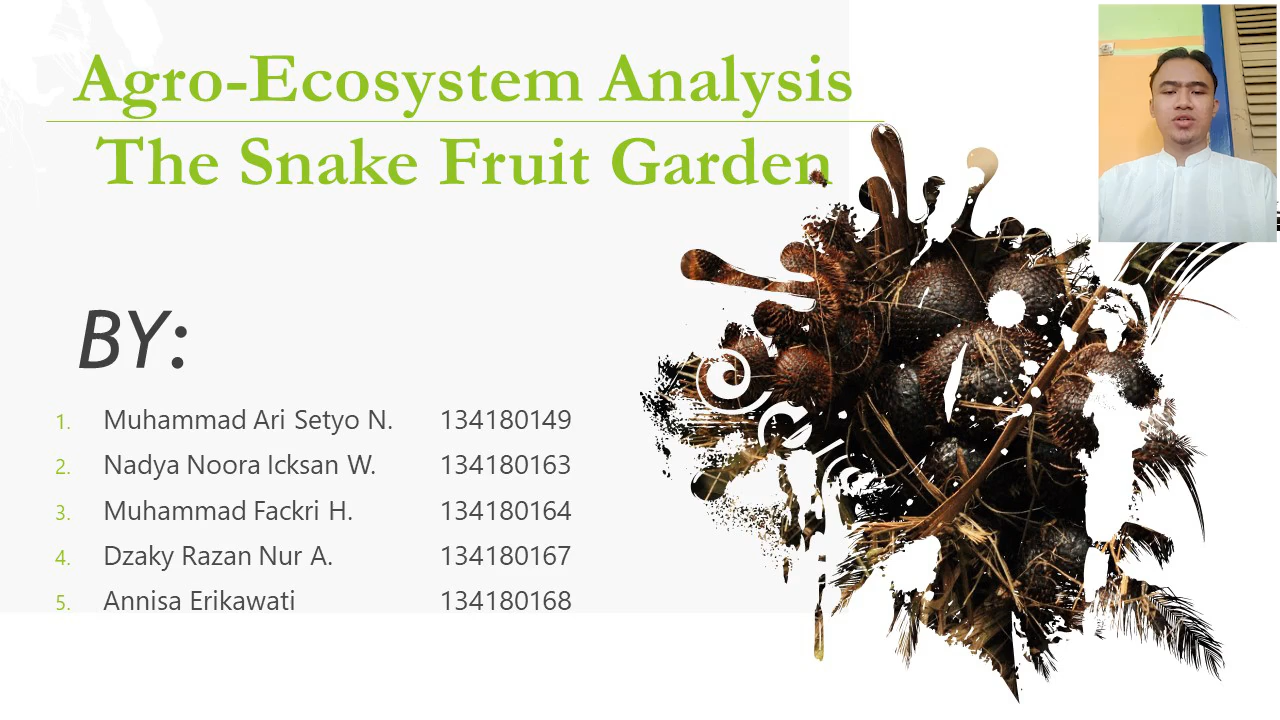 Agro-Ecosystem Analysis
The Snake Fruit Garden
BY:
1. Muhammad Ari Setyo N. 134180149
2. Nadya Noora Icksan W. 134180163
3. Muhammad Fackri H. 134180164
4. Dzaky Razan Nur A. 134180167
5. Annisa Erikawati 134180168